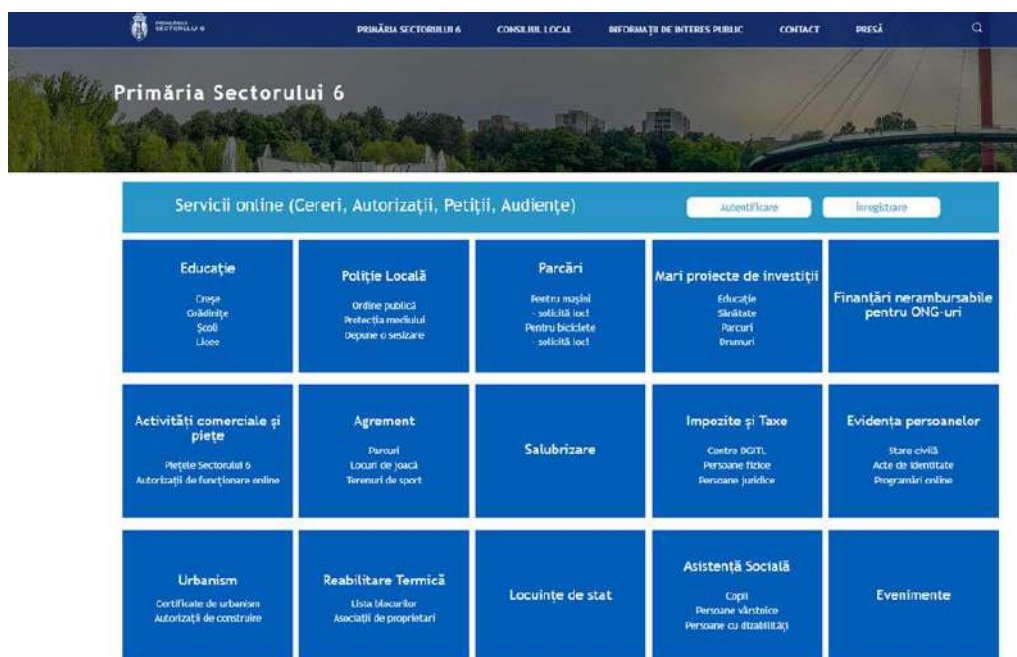 PRIMĂRIA
SECTORULUI 6
PRIMĂRIA SECTORULUI 6
CONSILIUL LOCAL
INFORMAȚII DE INTERES PUBLIC
CONTACT
PRESĂ
Primăria Sectorului 6
Servicii online (Cereri, Autorizații, Petiții, Audiențe)
Autentificare
Înregistrare
Educație
Creșe
Grădinițe
Școli
Licee
Poliție Locală
Ordine publică
Protecția mediului
Depune o sesizare
Parcări
Pentru mașini
- solicită loc!
Pentru biciclete
- solicită loc!
Mari proiecte de investiții
Educație
Sănătate
Parcuri
Drumuri
Finanțări nerambursabile
pentru ONG-uri
Activități comerciale și
piețe
Piețele Sectorului 6
Autorizații de funcționare online
Agrement
Parcuri
Locuri de joacă
Terenuri de sport
Salubrizare
Impozite și Taxe
Centre DGITL
Persoane fizice
Persoane juridice
Evidența persoanelor
Stare civilă
Acte de identitate
Programări online
Urbanism
Certificate de urbanism
Autorizații de construire
Reabilitare Termică
Lista blocurilor
Asociații de proprietari
Locuințe de stat
Asistență Socială
Copii
Persoane vârstnice
Persoane cu dizabilități
Evenimente